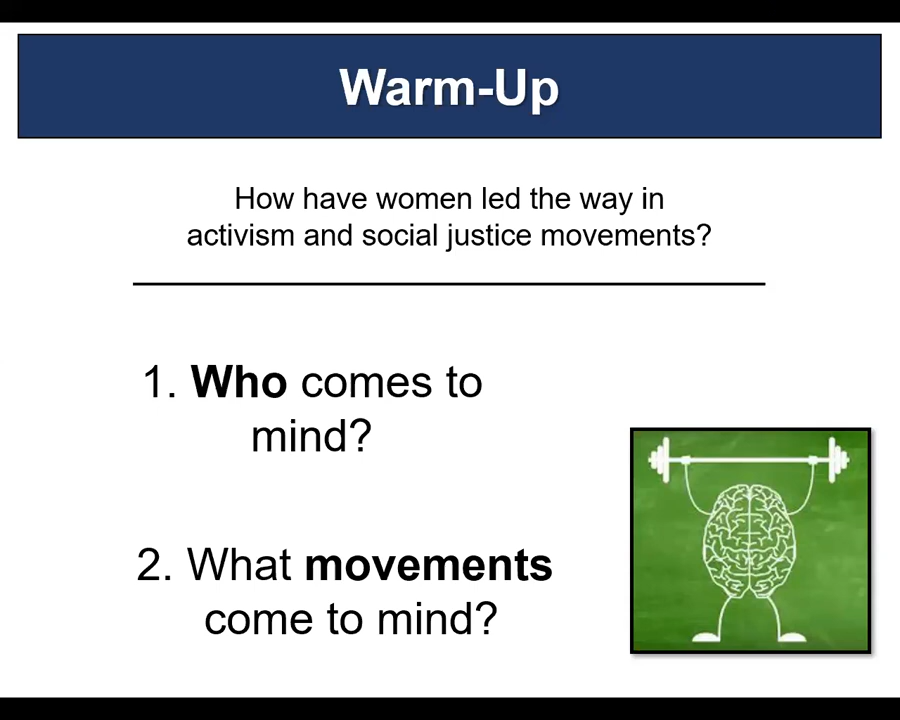 Warm-Up
How have women led the way in
activism and social justice movements?
1. Who comes to
mind?
2. What movements
come to mind?